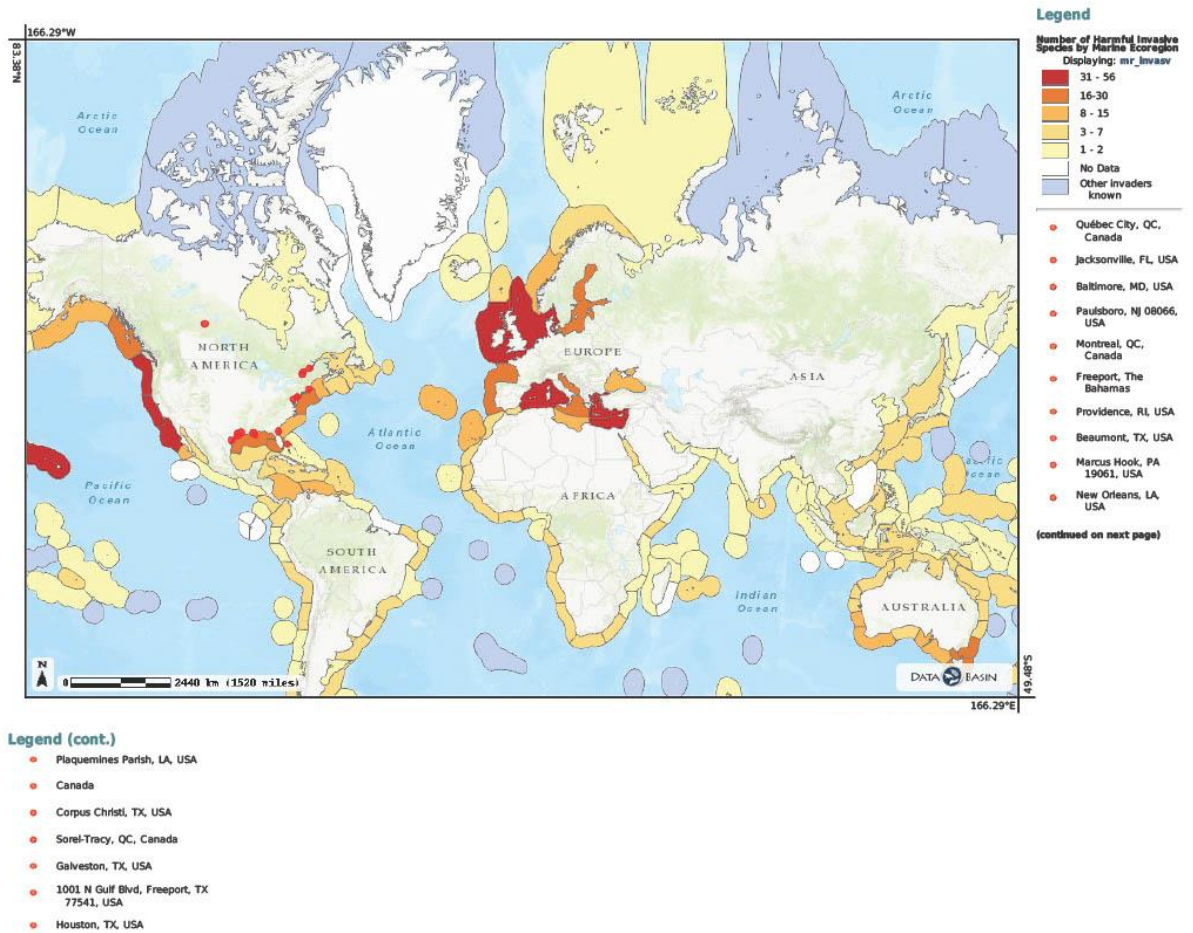 166.29°W
83.38°N
Arctic
Ocean
Arctic
Ocean
NORTH
AMERICA
EUROPE
ASIA
Atlantic
Ocean
Pacific
Ocean
Ocean
AFRICA
SOUTH
AMERICA
Indian
Ocean
AUSTRALIA
N
0
2440 km (1520 miles)
DATA BASIN
49.48°S
166.29°E
Legend
Number of Harmful Invasive
Species by Marine Ecoregion
Displaying: mr_invasv
31 - 56
16-30
8 - 15
3 - 7
1 - 2
No Data
Other invaders
known
Québec City, QC,
Canada
Jacksonville, FL, USA
Baltimore, MD, USA
Paulsboro, NJ 08066,
USA
Montreal, QC,
Canada
Freeport, The
Bahamas
Providence, RI, USA
Beaumont, TX, USA
Marcus Hook, PA
19061, USA
New Orleans, LA,
USA
(continued on next page)
Legend (cont.)
Plaquemines Parish, LA, USA
Canada
Corpus Christi, TX, USA
Sorel-Tracy, QC, Canada
Galveston, TX, USA
1001 N Gulf Blvd, Freeport, TX
77541, USA
Houston, TX, USA